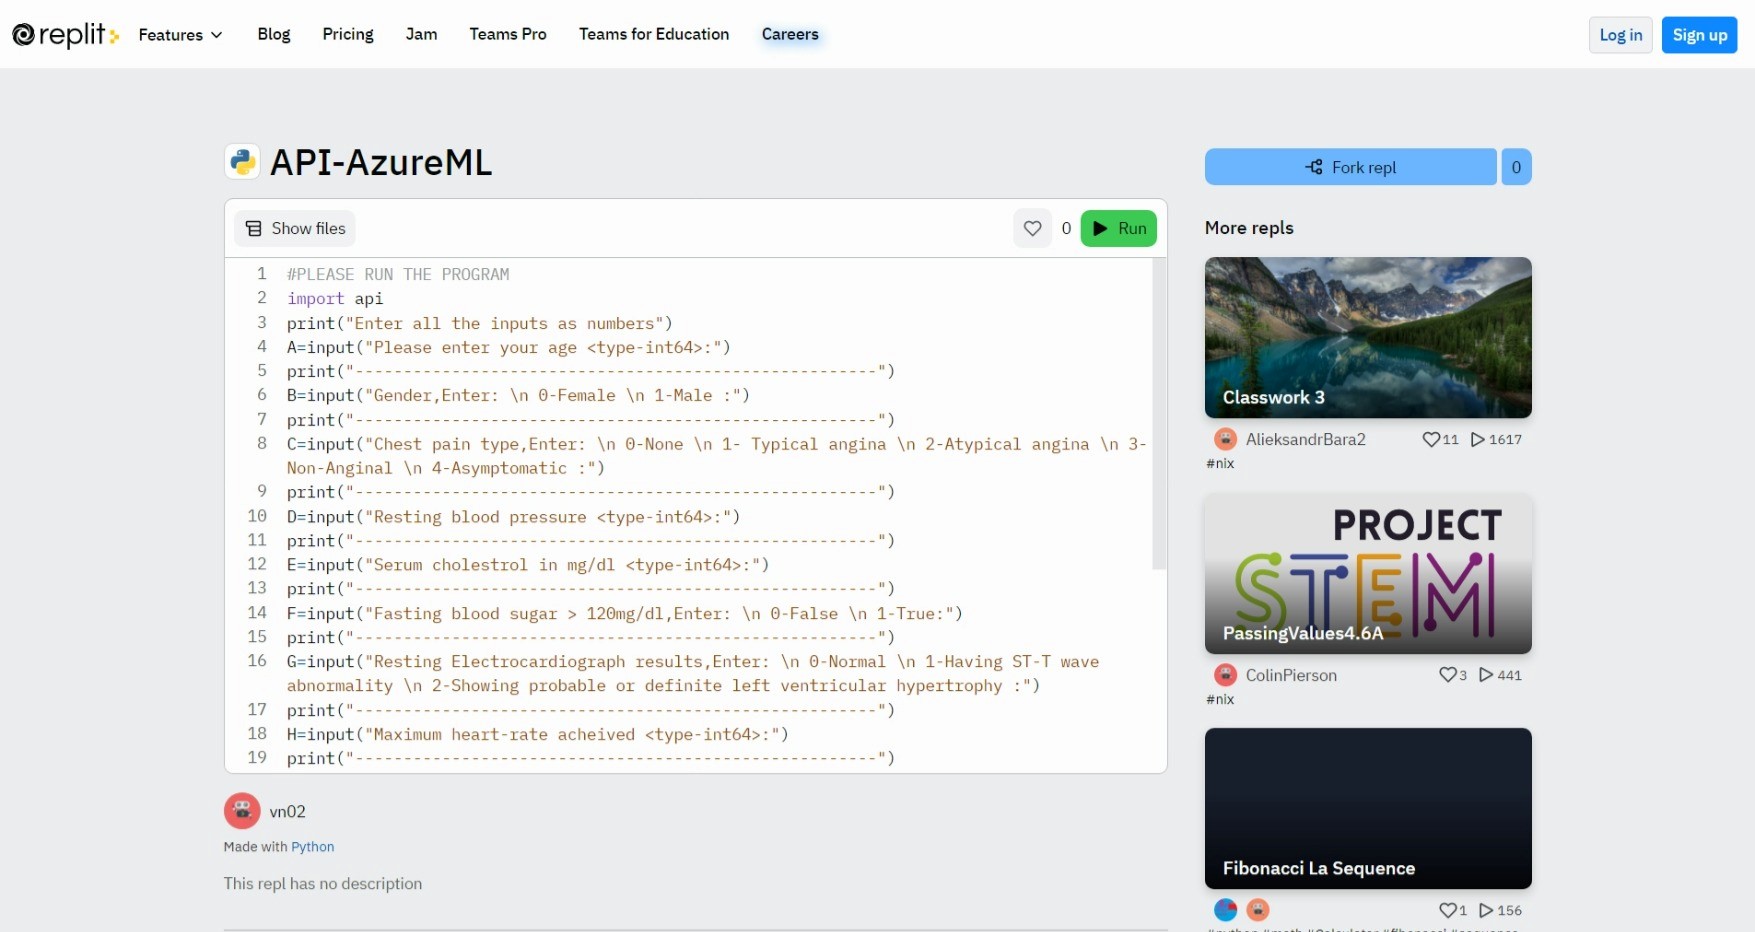 replit
Features
Blog
Pricing
Jam
Teams Pro
Teams for Education
Careers
Log in
Sign up
API-AzureML
Show files
0
Run
1 #PLEASE RUN THE PROGRAM
2 import api
3 print("Enter all the inputs as numbers")
4 A=input("Please enter your age <type-int64>:")
5 print("------------------------------------------------------")
6 B=input("Gender,Enter: \n 0-Female \n 1-Male :")
7 print("------------------------------------------------------")
8 C=input("Chest pain type,Enter: \n 0-None \n 1- Typical angina \n 2-Atypical angina \n 3-
Non-Anginal \n 4-Asymptomatic :")
9 print("------------------------------------------------------")
10 D=input("Resting blood pressure <type-int64>:")
11 print("------------------------------------------------------")
12 E=input("Serum cholestrol in mg/dl <type-int64>:")
13 print("------------------------------------------------------")
14 F=input("Fasting blood sugar > 120mg/dl,Enter: \n 0-False \n 1-True:")
15 print("------------------------------------------------------")
16 G=input("Resting Electrocardiograph results,Enter: \n 0-Normal \n 1-Having ST-T wave
abnormality \n 2-Showing probable or definite left ventricular hypertrophy :")
17 print("------------------------------------------------------")
18 H=input("Maximum heart-rate acheived <type-int64>:")
19 print("------------------------------------------------------")
vn02
Made with Python
This repl has no description
Fork repl
0
More repls
Classwork 3
AlieksandrBara2
11
1617
#nix
PROJECT
STEM
PassingValues4.6A
ColinPierson
3
441
#nix
Fibonacci La Sequence
1
156